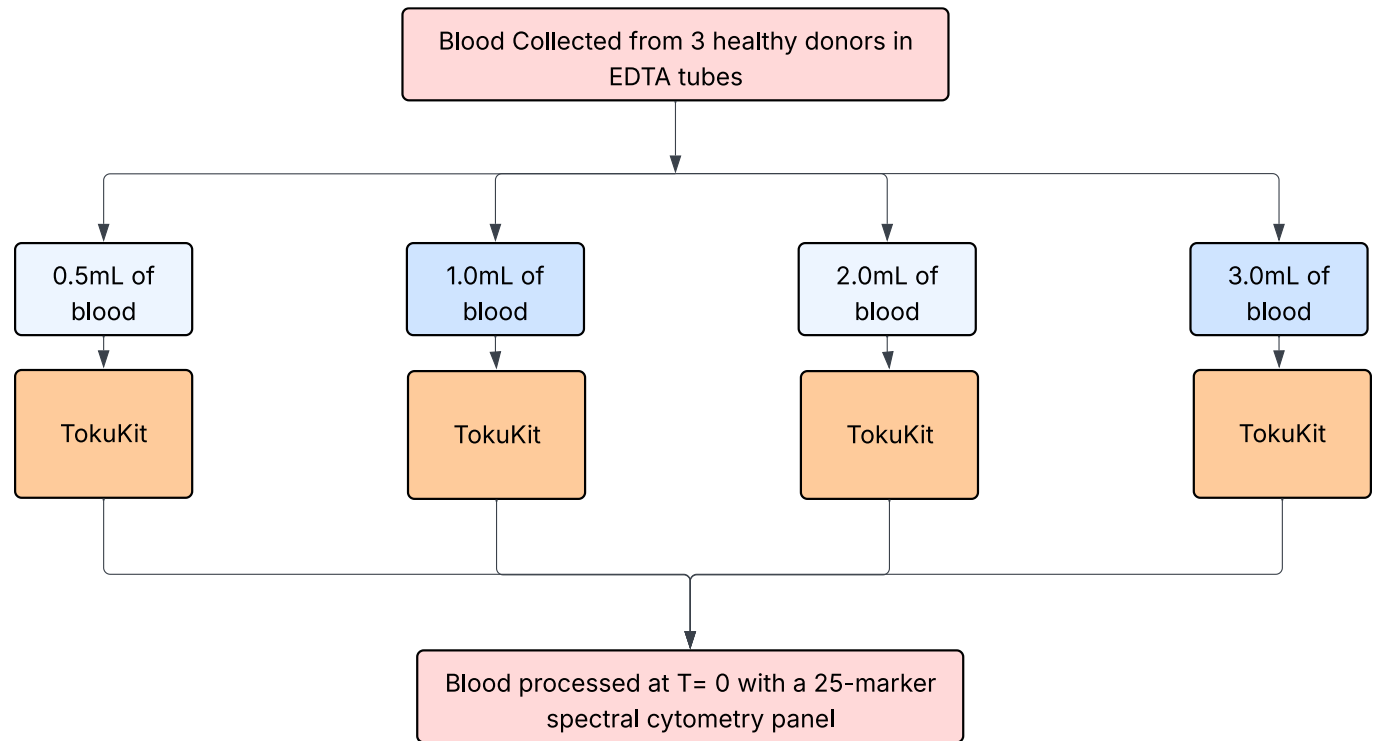 Blood Collected from 3 healthy donors in
EDTA tubes
0.5mL of
blood
1.0mL of
blood
2.0mL of
blood
3.0mL of
blood
TokuKit
TokuKit
TokuKit
TokuKit
Blood processed at T= 0 with a 25-marker
spectral cytometry panel